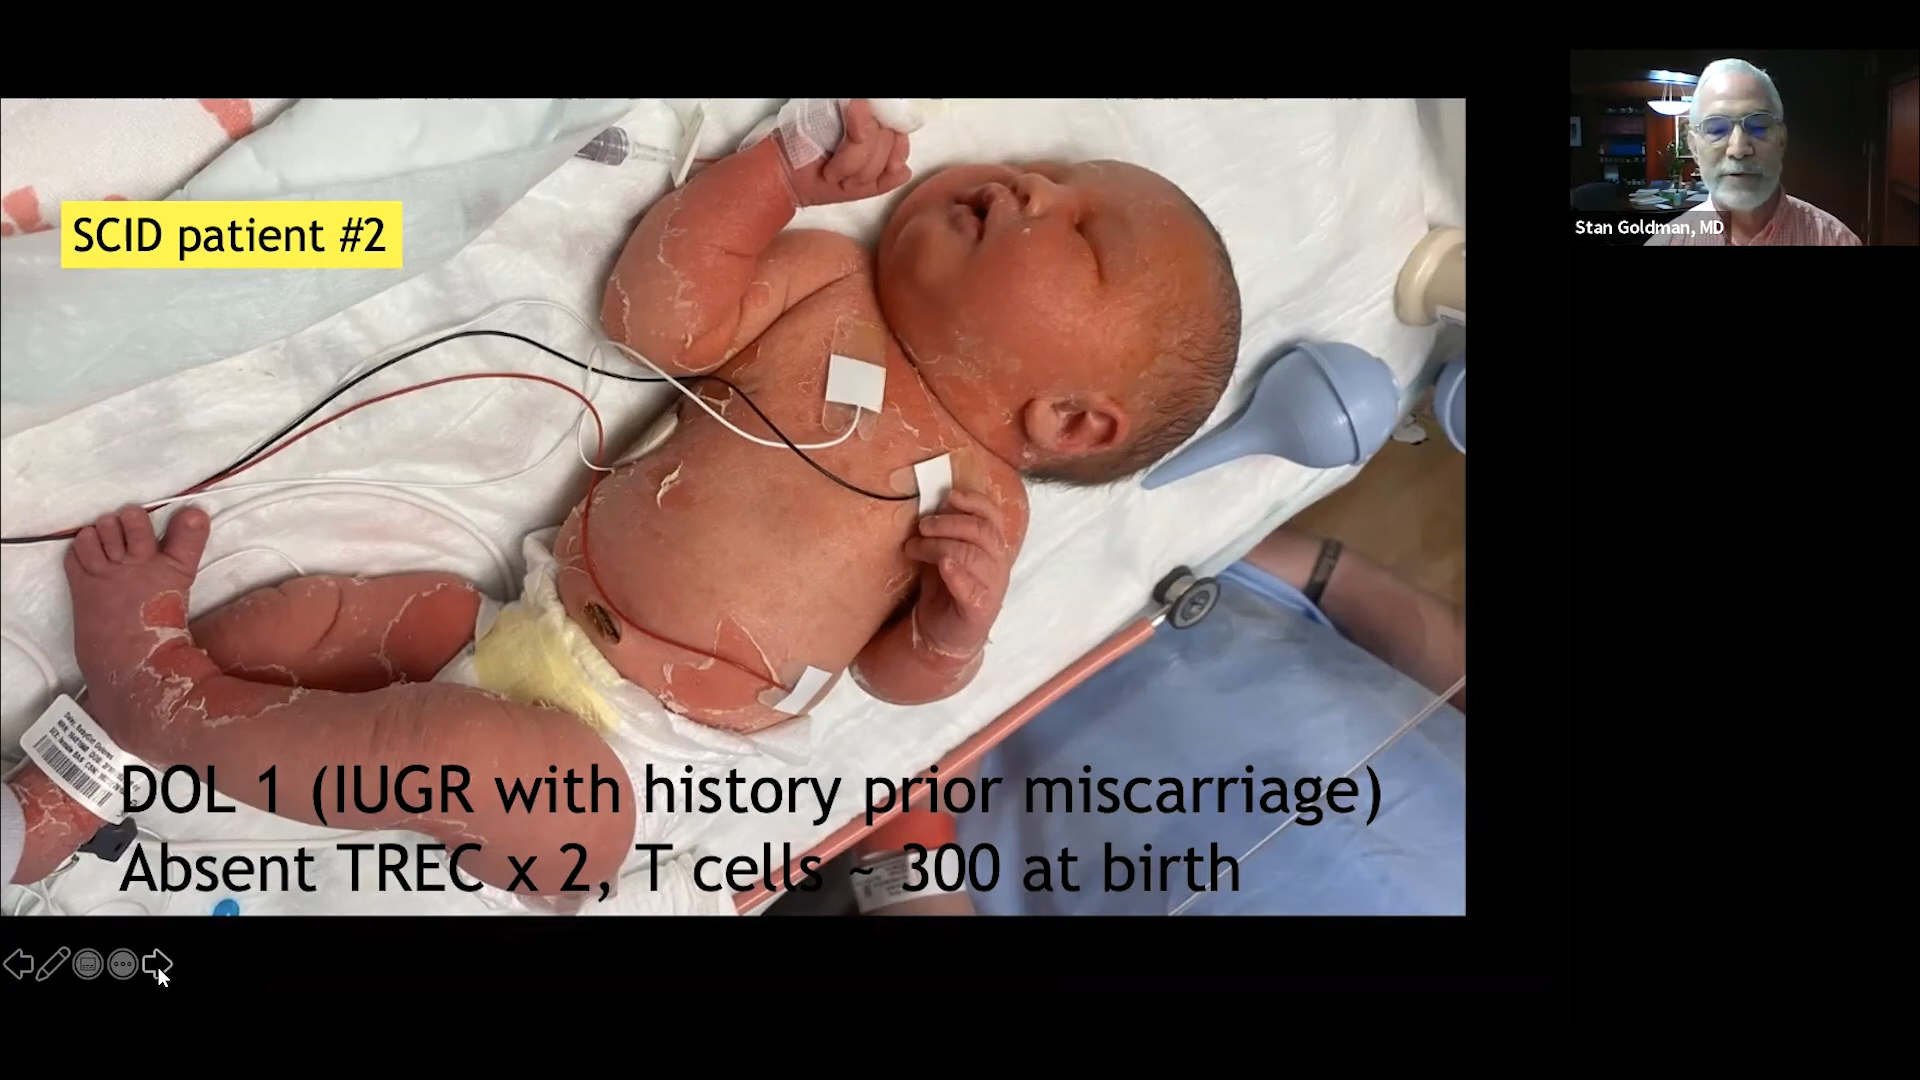 SCID patient #2
Stan Goldman, MD
DOL 1 (IUGR with history prior miscarriage)
Absent TREC x 2, T cells ~ 300 at birth